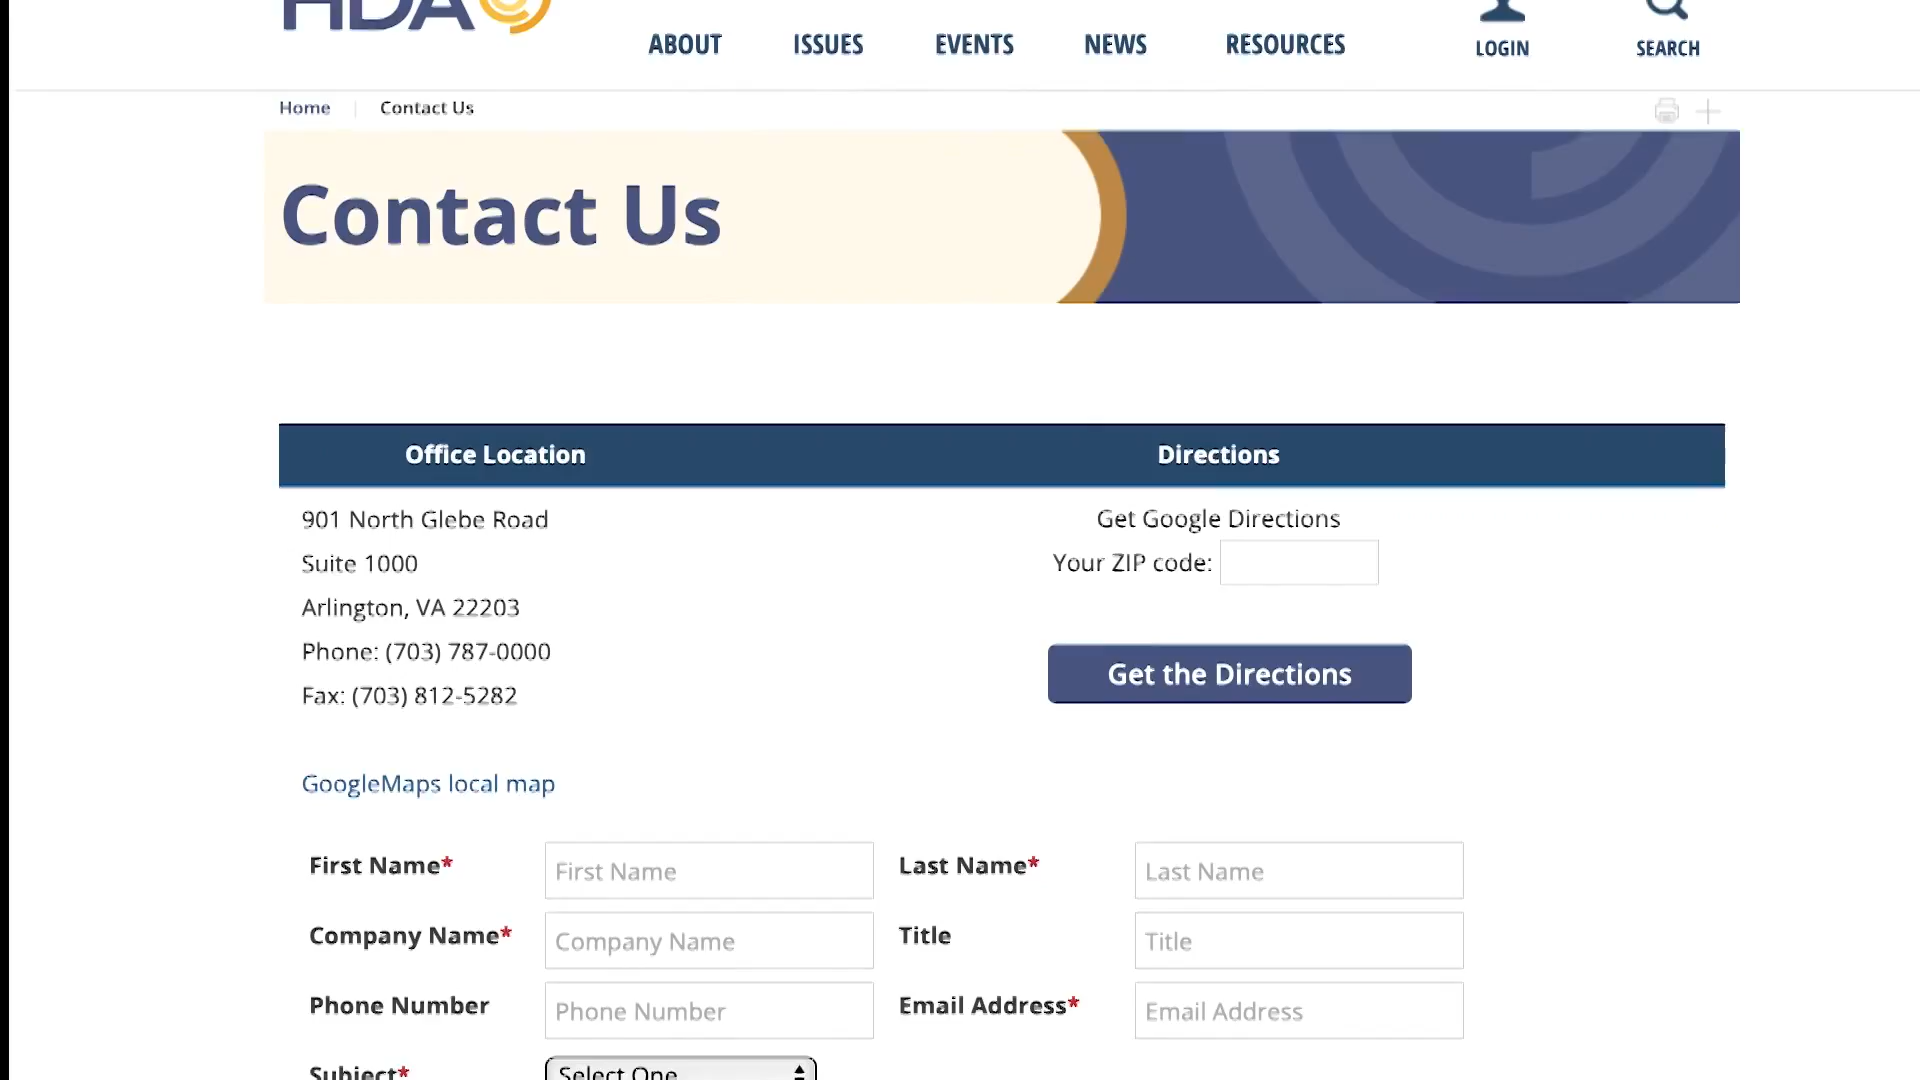 HDA
ABOUT ISSUES EVENTS NEWS RESOURCES LOGIN SEARCH
Home Contact Us
Contact Us
Office Location Directions
901 North Glebe Road
Suite 1000
Arlington, VA 22203
Phone: (703) 787-0000
Fax: (703) 812-5282
Get Google Directions
Your ZIP code:
Get the Directions
GoogleMaps local map
First Name* First Name Last Name* Last Name
Company Name* Company Name Title Title
Phone Number Phone Number Email Address* Email Address
Subject* Select One